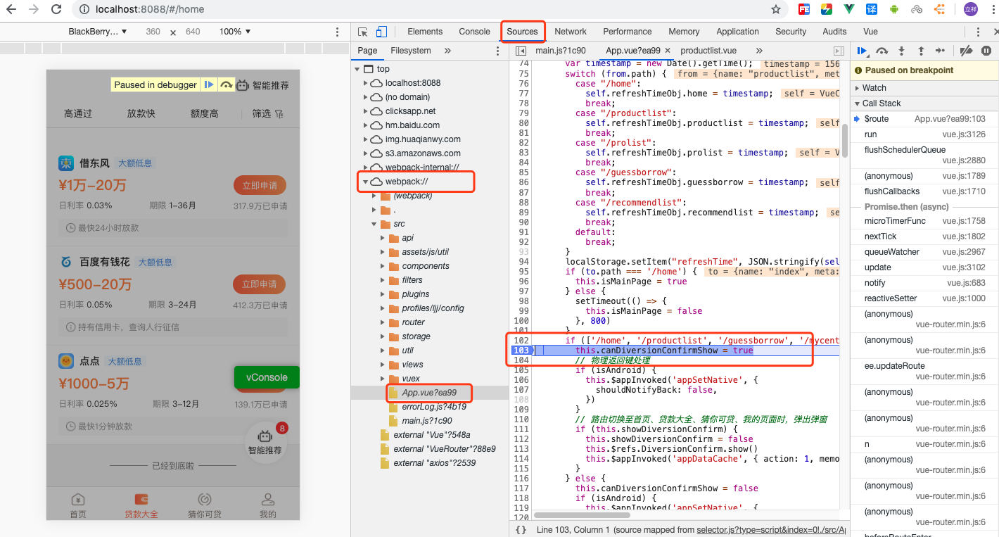 localhost:8088/#/home
FE
译
立祥
BlackBerry… ▼ 360 × 640 100% ▼
Elements Console Sources Network Performance Memory Application Security Audits Vue
Page Filesystem »
top
localhost:8088
(no domain)
clicksapp.net
hm.baidu.com
img.huaqianwy.com
s3.amazonaws.com
webpack-internal://
webpack://
(webpack)
.
src
api
assets/js/util
components
filters
plugins
profiles/ljj/config
router
storage
util
views
vuex
App.vue?ea99
errorLog.js?4b19
main.js?1c90
external "Vue"?548a
external "VueRouter"?88e9
external "axios"?2539
Paused in debugger
智能推荐
高通过 放款快 额度高 筛选
借东风 大额低息
¥1万-20万 立即申请
日利率 0.03% 期限 1-36月 317.9万已申请
最快24小时放款
百度有钱花 大额低息
¥500-20万 立即申请
日利率 0.05% 期限 3-24月 412.3万已申请
持有信用卡，查询人行征信
点点 大额低息
¥1000-5万
vConsole
日利率 0.025% 期限 3-12月 139.1万已申请
最快1分钟放款
8
智能推荐
已经到底啦
首页 贷款大全 猜你可贷 我的
main.js?1c90 App.vue?ea99 × productlist.vue »
74 var timestamp = new Date().getTime(); timestamp = 156
75 switch (from.path) { from = {name: "productlist", met
76 case "/home":
77 self.refreshTimeObj.home = timestamp; self = VueC
78 break;
79 case "/productlist":
80 self.refreshTimeObj.productlist = timestamp; self
81 break;
82 case "/prolist":
83 self.refreshTimeObj.prolist = timestamp; self = V
84 break;
85 case "/guessborrow":
86 self.refreshTimeObj.guessborrow = timestamp; self
87 break;
88 case "/recommendlist":
89 self.refreshTimeObj.recommendlist = timestamp; se
90 break;
91 default:
92 break;
93 }
94 localStorage.setItem("refreshTime", JSON.stringify(sel
95 if (to.path === '/home') { to = {name: "index", meta:
96 this.isMainPage = true
97 } else {
98 setTimeout(() => {
99 this.isMainPage = false
100 }, 800)
101 }
102 if (['/home', '/productlist', '/guessborrow', '/mycent
103 this.canDiversionConfirmShow = true
104 // 物理返回键处理
105 if (isAndroid) {
106 this.$appInvoked('appSetNative', {
107 shouldNotifyBack: false,
108 })
109 }
110 // 路由切换至首页、贷款大全、猜你可贷、我的页面时，弹出弹窗
111 if (this.showDiversionConfirm) {
112 this.showDiversionConfirm = false
113 this.$refs.DiversionConfirm.show()
114 this.$appInvoked('appDataCache', { action: 1, memo
115 }
116 } else {
117 this.canDiversionConfirmShow = false
118 if (isAndroid) {
119 this.$appInvoked('appSetNative', {
120
{} Line 103, Column 1 (source mapped from selector.js?type=script&index=0!./src/Ap
Paused on breakpoint
Watch
Call Stack
$route App.vue?ea99:103
run vue.js:3126
flushSchedulerQueue
vue.js:2880
(anonymous) vue.js:1789
flushCallbacks vue.js:1710
Promise.then (async)
microTimerFunc vue.js:1758
nextTick vue.js:1802
queueWatcher vue.js:2967
update vue.js:3102
notify vue.js:683
reactiveSetter vue.js:1000
(anonymous)
vue-router.min.js:6
(anonymous)
vue-router.min.js:6
ee.updateRoute
vue-router.min.js:6
(anonymous)
vue-router.min.js:6
(anonymous)
vue-router.min.js:6
n vue-router.min.js:6
(anonymous)
vue-router.min.js:6
(anonymous)
vue-router.min.js:6
(anonymous)
vue-router.min.js:6
beforeRouteEnter